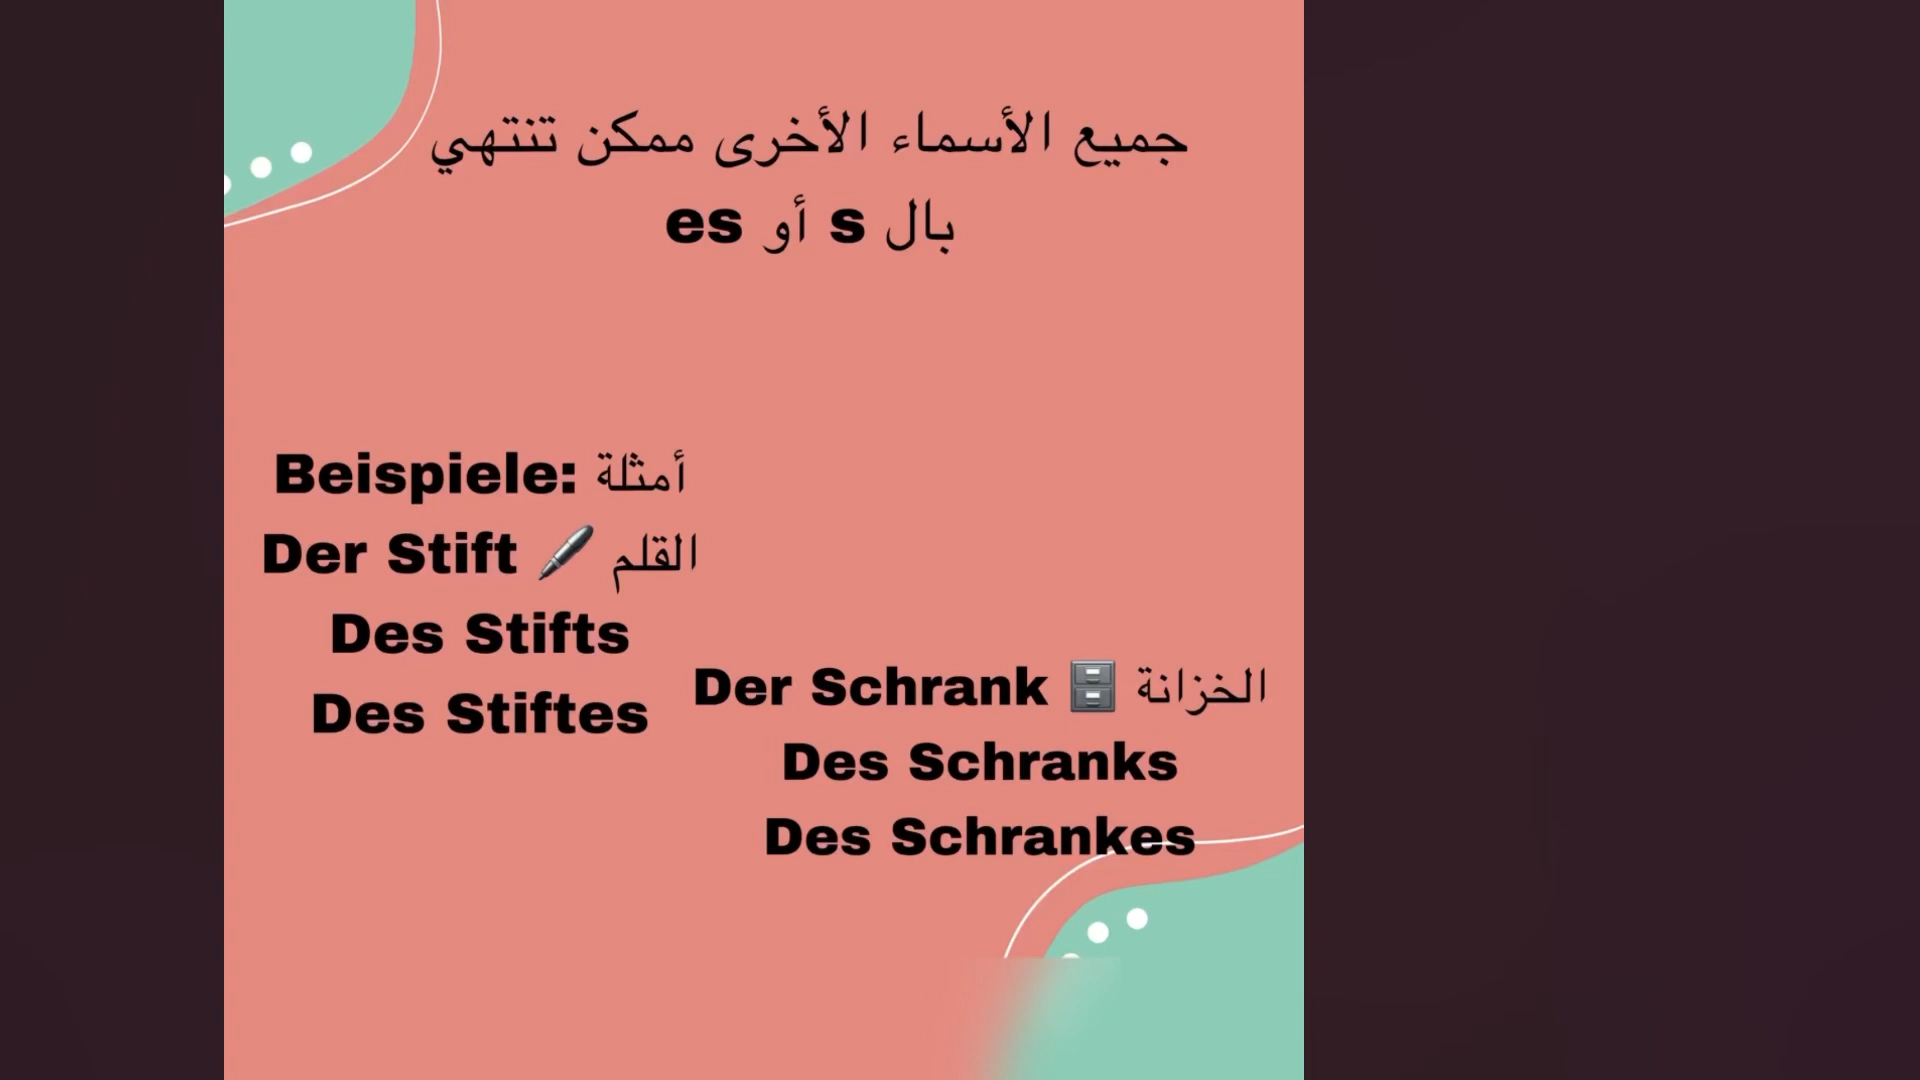 جميع الأسماء الأخرى ممكن تنتهي
بال s أو es
Beispiele: أمثلة
Der Stift 🖊️ القلم
Des Stifts
Des Stiftes
Der Schrank 🗄️ الخزانة
Des Schranks
Des Schrankes